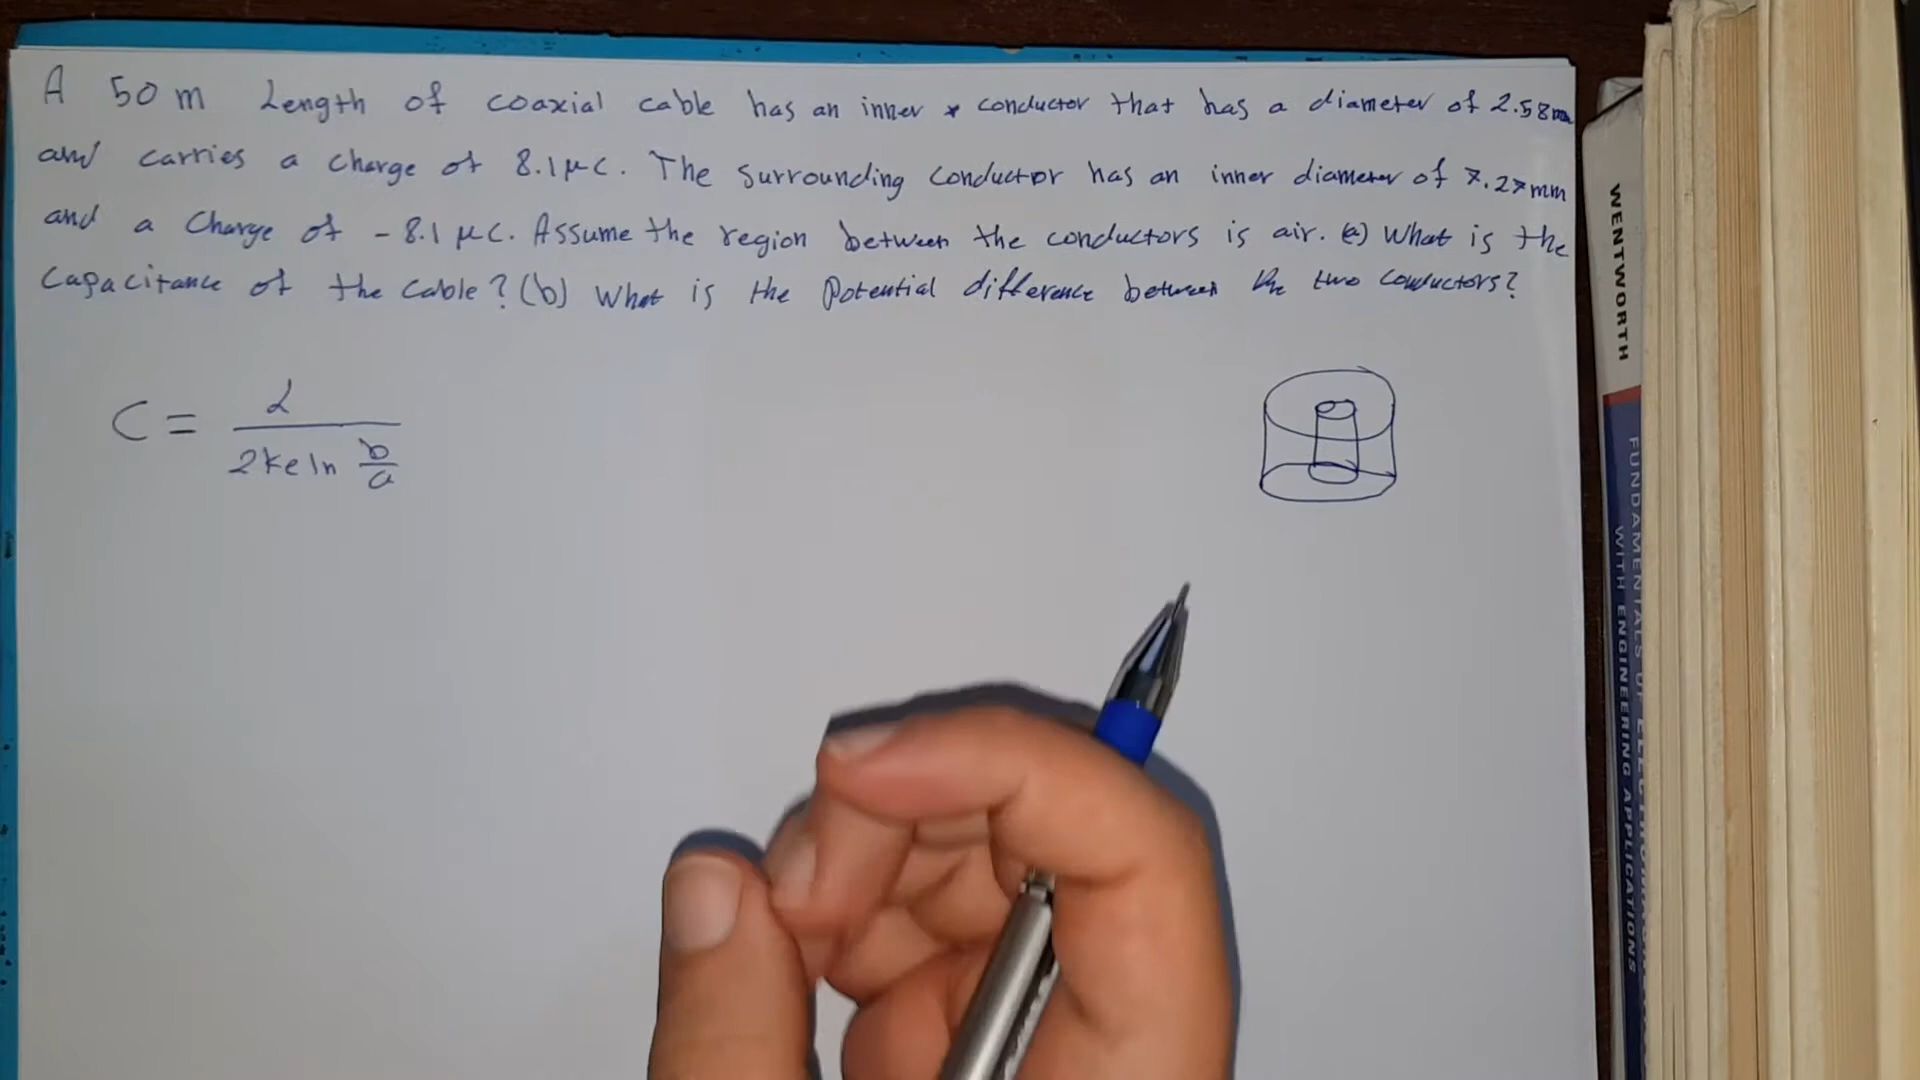 A 50 m Length of coaxial cable has an inner conductor that has a diameter of 2.58mm
and carries a charge of 8.1μC. The surrounding conductor has an inner diameter of 7.27mm
and a Charge of -8.1 μC. Assume the region between the conductors is air. (a) What is the
capacitance of the cable? (b) What is the Potential difference between the two conductors?
C = l / 2ke ln b/a
WENTWORTH
FUNDAMENTALS OF ELECTROMAGNETICS
WITH ENGINEERING APPLICATIONS